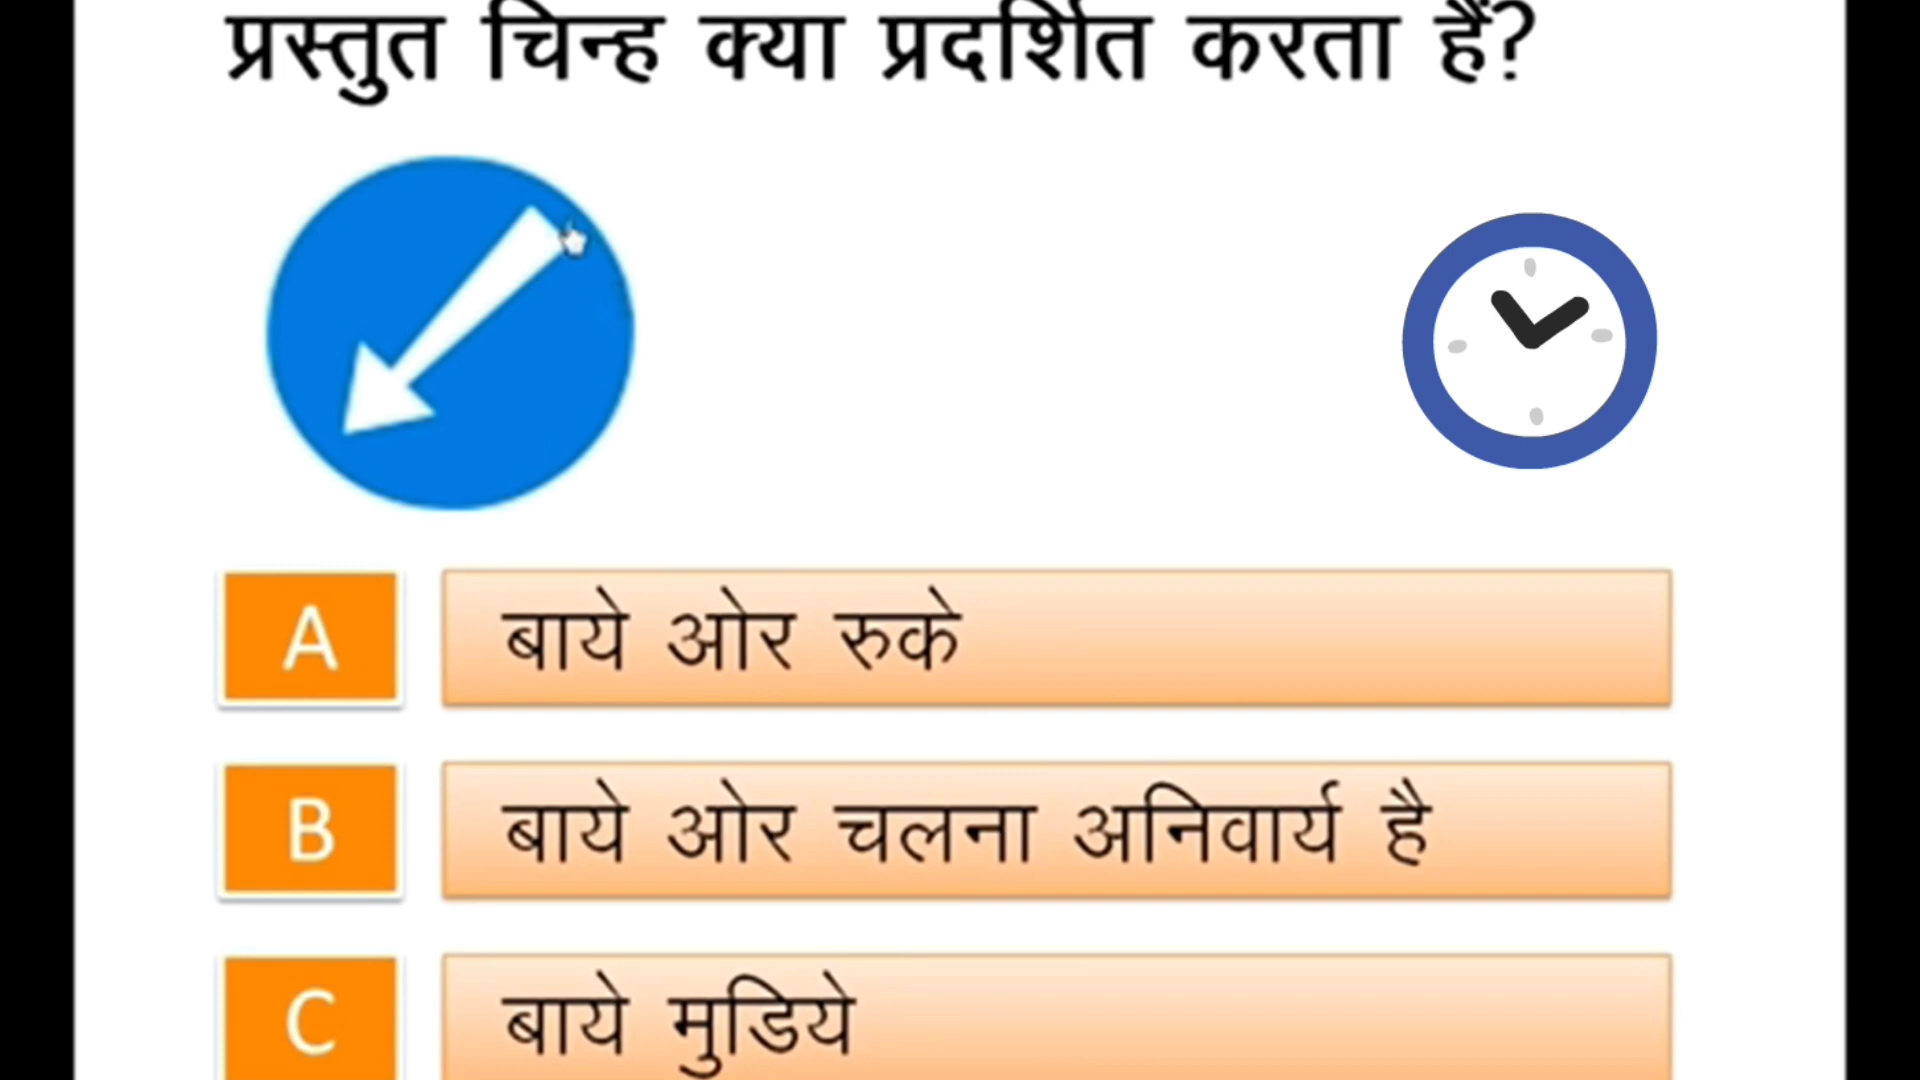 प्रस्तुत चिन्ह क्या प्रदर्शित करता हैं?
A बाये ओर रुके
B बाये ओर चलना अनिवार्य है
C बाये मुडिये